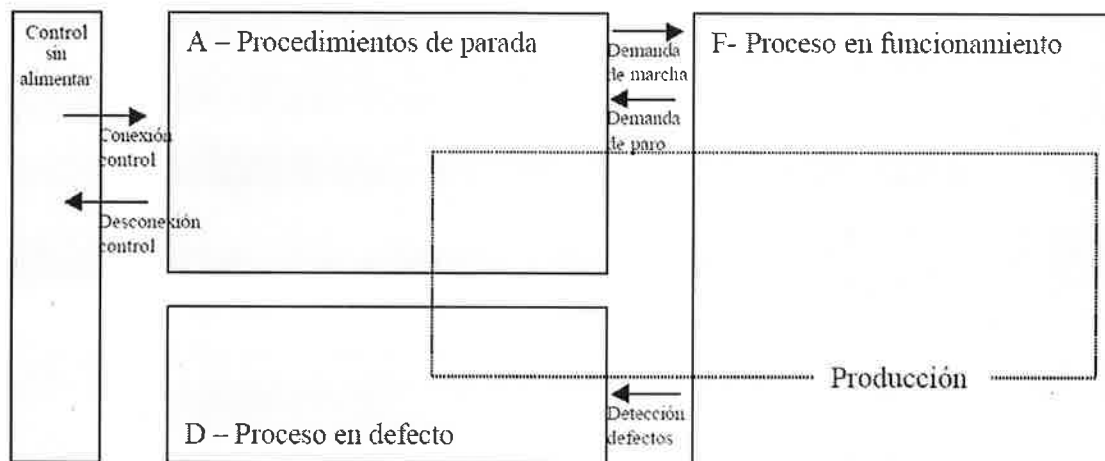 Control
sin
alimentar
Conexión
control
Desconexión
control
A – Procedimientos de parada
Demanda
de marcha
Demanda
de paro
F- Proceso en funcionamiento
Producción
D – Proceso en defecto
Detección
defectos